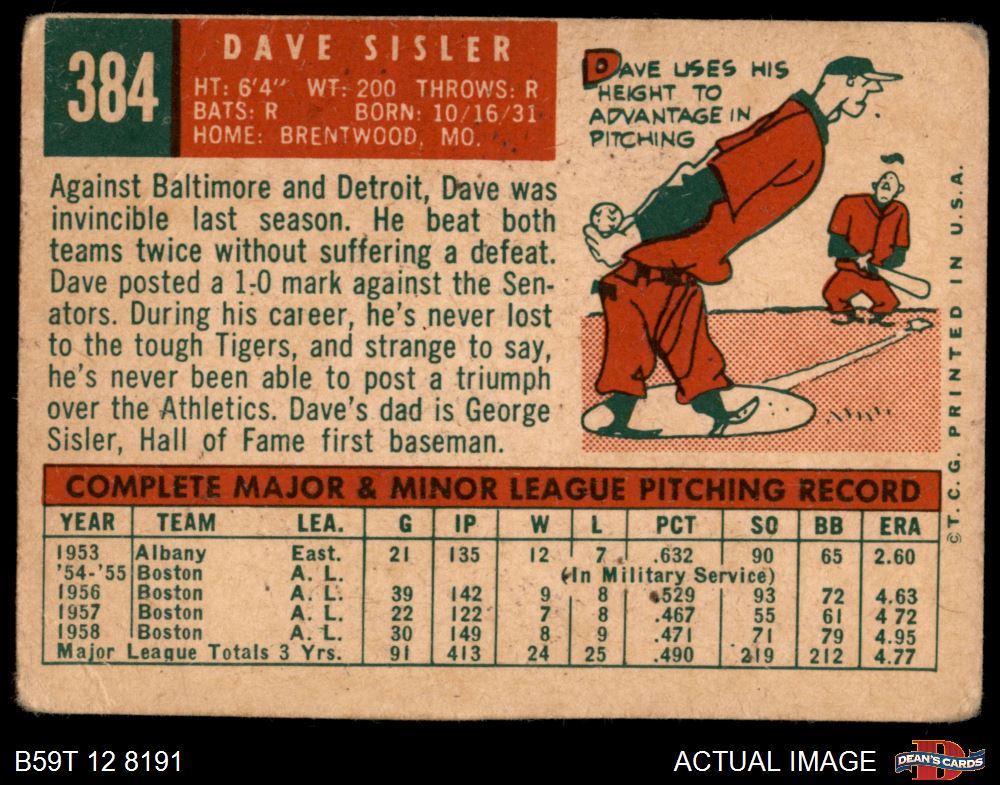 384
DAVE SISLER
HT: 6'4" WT: 200 THROWS: R
BATS: R BORN: 10/16/31
HOME: BRENTWOOD, MO.
DAVE USES HIS
HEIGHT TO
ADVANTAGE IN
PITCHING
Against Baltimore and Detroit, Dave was
invincible last season. He beat both
teams twice without suffering a defeat.
Dave posted a 1-0 mark against the Sen-
ators. During his career, he's never lost
to the tough Tigers, and strange to say,
he's never been able to post a triumph
over the Athletics. Dave's dad is George
Sisler, Hall of Fame first baseman.
©T.C.G. PRINTED IN U.S.A.
COMPLETE MAJOR & MINOR LEAGUE PITCHING RECORD
YEAR TEAM LEA. G IP W L PCT SO BB ERA
1953 Albany East. 21 135 12 7 .632 90 65 2.60
'54-'55 Boston A. L. (In Military Service)
1956 Boston A. L. 39 142 9 8 .529 93 72 4.63
1957 Boston A. L. 22 122 7 8 .467 55 61 4.72
1958 Boston A. L. 30 149 8 9 .471 71 79 4.95
Major League Totals 3 Yrs. 91 413 24 25 .490 219 212 4.77
B59T 12 8191
ACTUAL IMAGE
D
DEAN'S CARDS